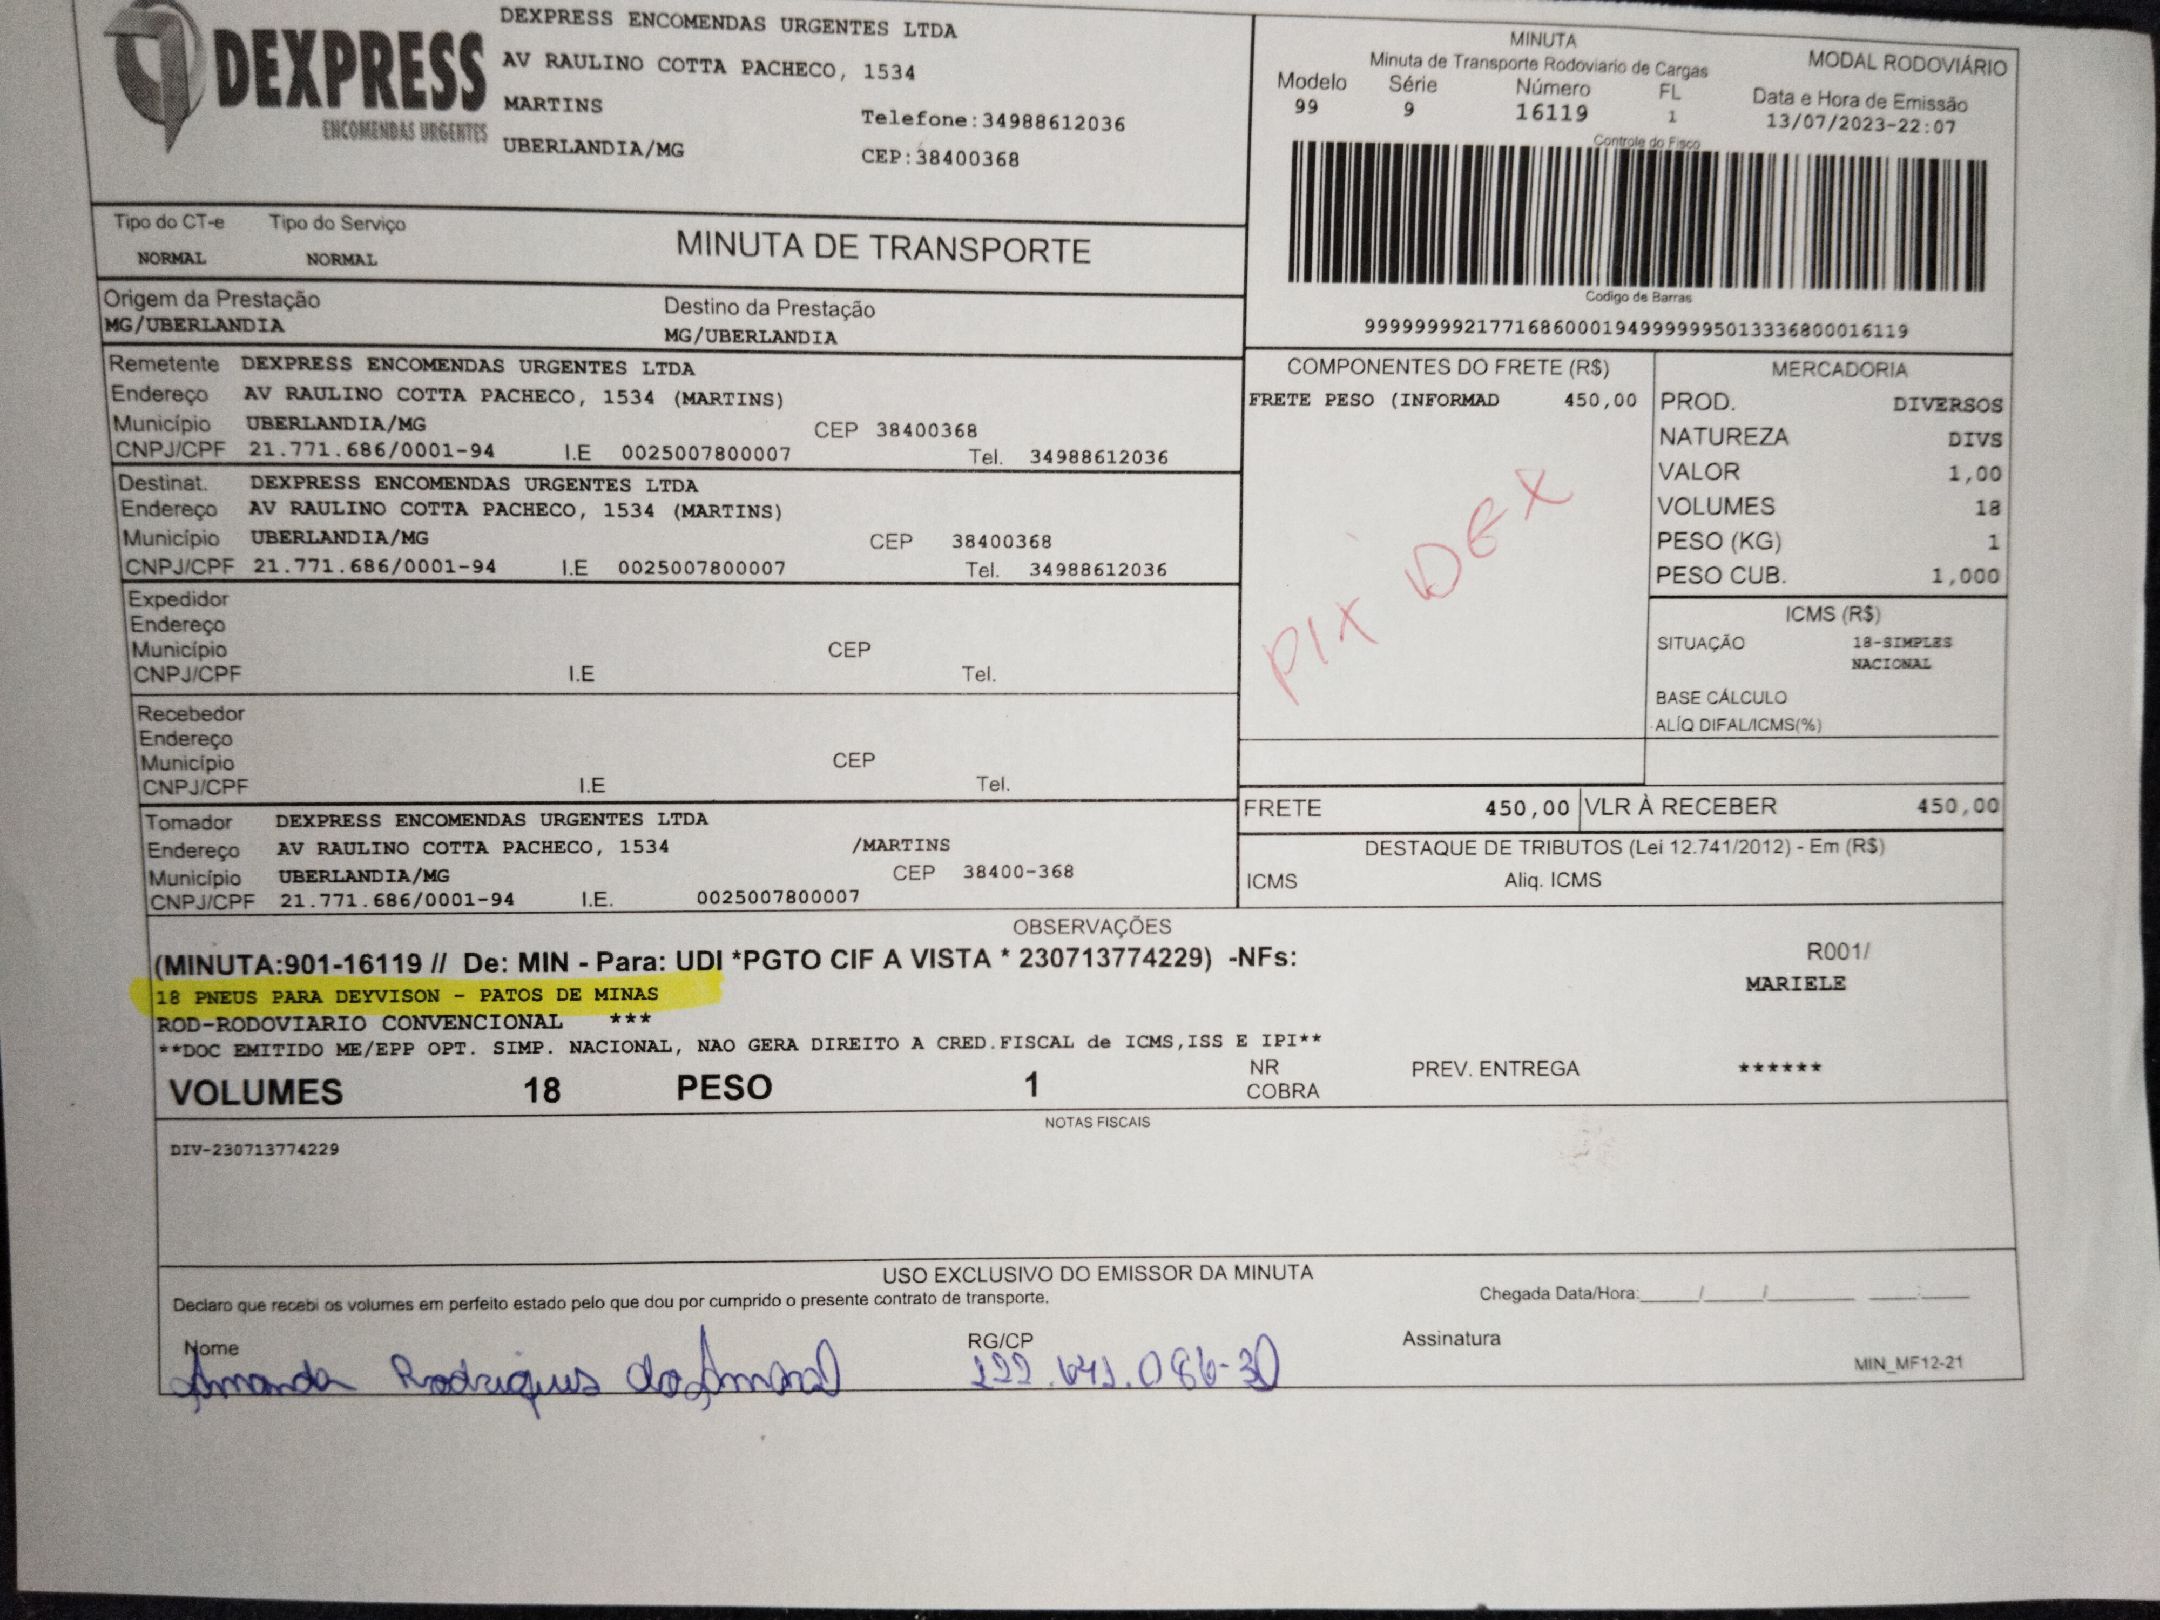 DEXPRESS
ENCOMENDAS URGENTES
DEXPRESS ENCOMENDAS URGENTES LTDA
AV RAULINO COTTA PACHECO, 1534
MARTINS
Telefone:34988612036
UBERLANDIA/MG
CEP:38400368
MINUTA
Minuta de Transporte Rodoviario de Cargas
MODAL RODOVIÁRIO
Modelo Série Número FL Data e Hora de Emissão
99 9 16119 1 13/07/2023-22:07
Controle do Fisco
Codigo de Barras
99999999217716860001949999995013336800016119
Tipo do CT-e Tipo do Serviço
NORMAL NORMAL
MINUTA DE TRANSPORTE
Origem da Prestação Destino da Prestação
MG/UBERLANDIA MG/UBERLANDIA
Remetente DEXPRESS ENCOMENDAS URGENTES LTDA
Endereço AV RAULINO COTTA PACHECO, 1534 (MARTINS)
Município UBERLANDIA/MG CEP 38400368
CNPJ/CPF 21.771.686/0001-94 I.E 0025007800007 Tel. 34988612036
Destinat. DEXPRESS ENCOMENDAS URGENTES LTDA
Endereço AV RAULINO COTTA PACHECO, 1534 (MARTINS)
Município UBERLANDIA/MG CEP 38400368
CNPJ/CPF 21.771.686/0001-94 I.E 0025007800007 Tel. 34988612036
Expedidor
Endereço
Município CEP
CNPJ/CPF I.E Tel.
Recebedor
Endereço
Município CEP
CNPJ/CPF I.E Tel.
Tomador DEXPRESS ENCOMENDAS URGENTES LTDA
Endereço AV RAULINO COTTA PACHECO, 1534 /MARTINS
Município UBERLANDIA/MG CEP 38400-368
CNPJ/CPF 21.771.686/0001-94 I.E. 0025007800007
COMPONENTES DO FRETE (R$)
FRETE PESO (INFORMAD 450,00
PIX DEX
MERCADORIA
PROD. DIVERSOS
NATUREZA DIVS
VALOR 1,00
VOLUMES 18
PESO (KG) 1
PESO CUB. 1,000
ICMS (R$)
SITUAÇÃO 18-SIMPLES
NACIONAL
BASE CÁLCULO
ALÍQ DIFAL/ICMS(%)
FRETE 450,00 VLR À RECEBER 450,00
DESTAQUE DE TRIBUTOS (Lei 12.741/2012) - Em (R$)
ICMS Aliq. ICMS
OBSERVAÇÕES
(MINUTA:901-16119 // De: MIN - Para: UDI *PGTO CIF A VISTA * 230713774229) -NFs: R001/
18 PNEUS PARA DEYVISON - PATOS DE MINAS MARIELE
ROD-RODOVIARIO CONVENCIONAL ***
**DOC EMITIDO ME/EPP OPT. SIMP. NACIONAL, NAO GERA DIREITO A CRED.FISCAL de ICMS,ISS E IPI**
VOLUMES 18 PESO 1 NR COBRA PREV. ENTREGA ******
NOTAS FISCAIS
DIV-230713774229
USO EXCLUSIVO DO EMISSOR DA MINUTA
Declaro que recebi os volumes em perfeito estado pelo que dou por cumprido o presente contrato de transporte.
Chegada Data/Hora:____/____/______ ___:___
Nome RG/CP Assinatura
Amanda Rodrigues do Amaral
MIN_MF12-21